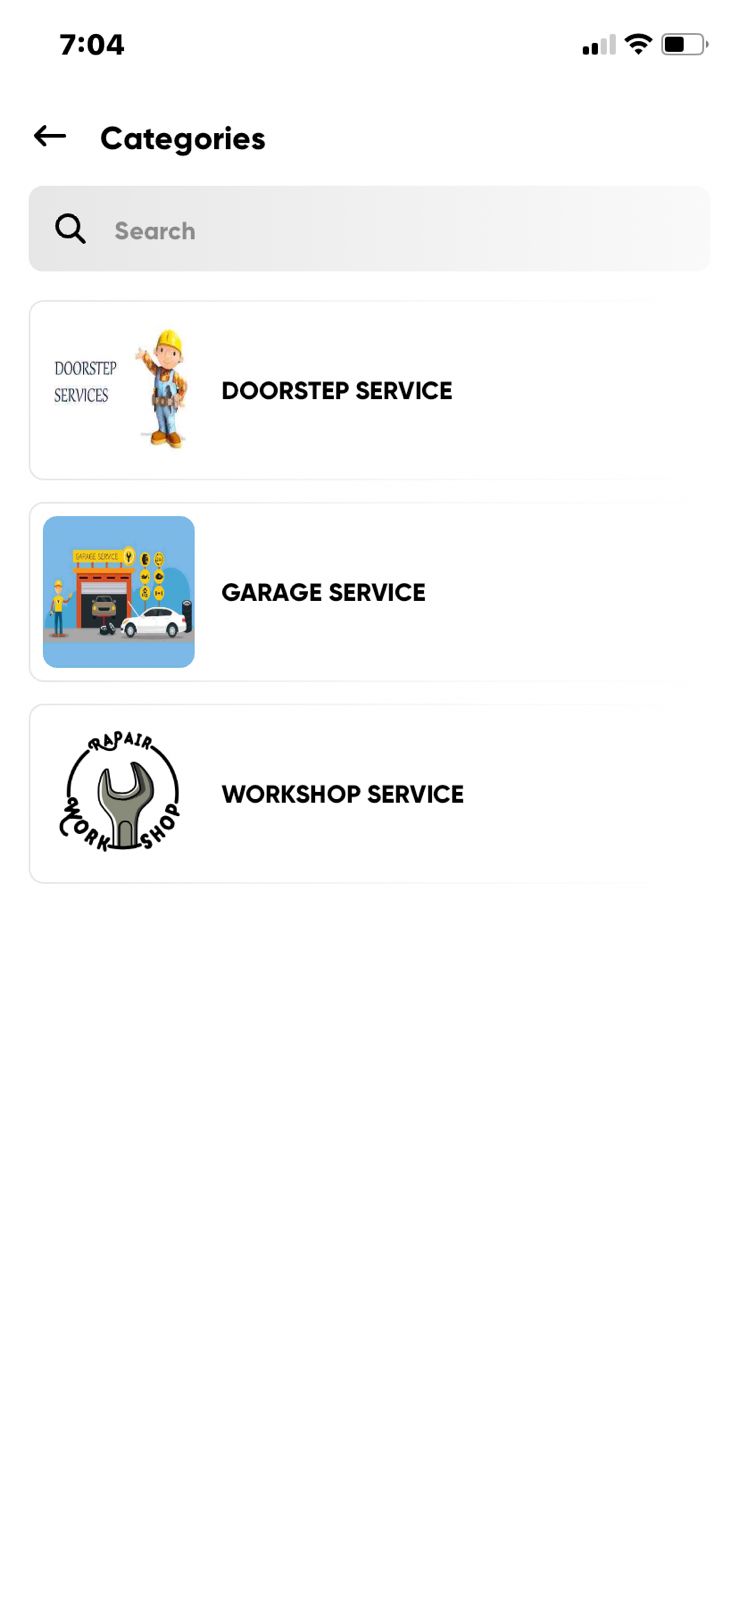 7:04
Categories
Search
DOORSTEP
SERVICES
DOORSTEP SERVICE
GARAGE SERVICE
GARAGE SERVICE
RAPAIR
WORK SHOP
WORKSHOP SERVICE